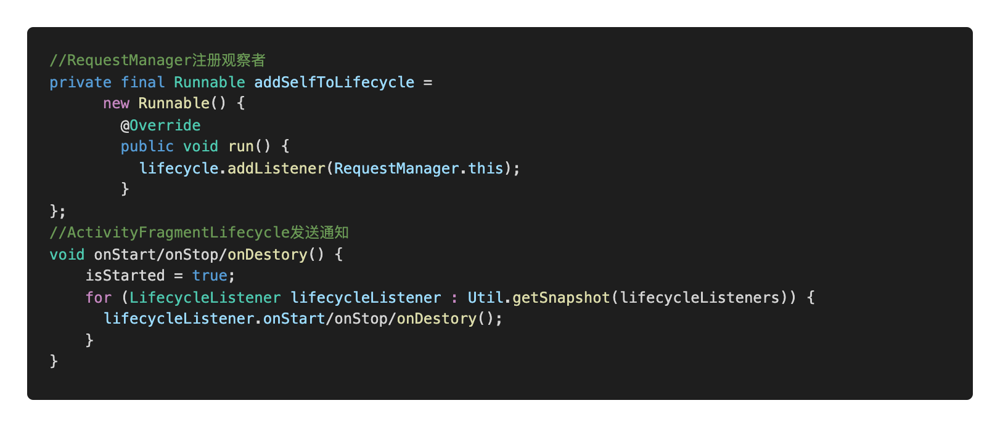 //RequestManager注册观察者
private final Runnable addSelfToLifecycle =
      new Runnable() {
        @Override
        public void run() {
          lifecycle.addListener(RequestManager.this);
        }
};
//ActivityFragmentLifecycle发送通知
void onStart/onStop/onDestory() {
    isStarted = true;
    for (LifecycleListener lifecycleListener : Util.getSnapshot(lifecycleListeners)) {
      lifecycleListener.onStart/onStop/onDestory();
    }
}